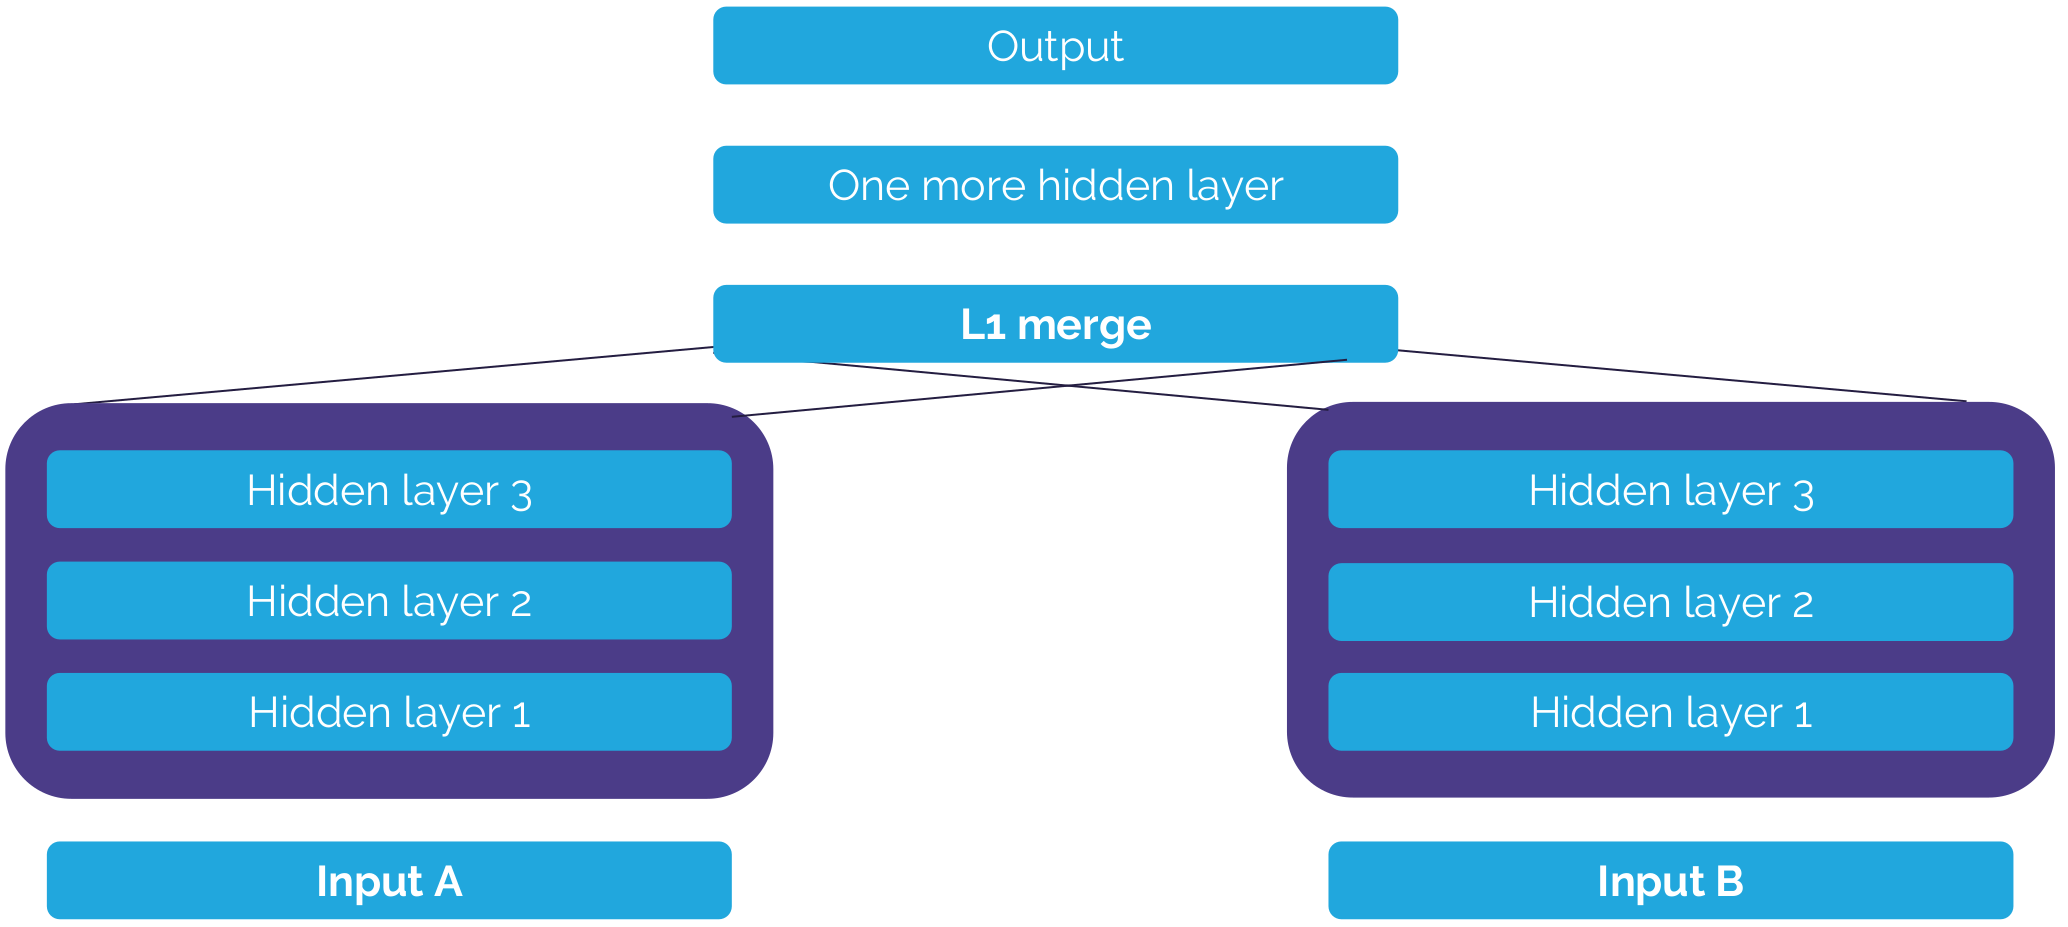 Output
One more hidden layer
L1 merge
Hidden layer 3
Hidden layer 2
Hidden layer 1
Input A
Hidden layer 3
Hidden layer 2
Hidden layer 1
Input B